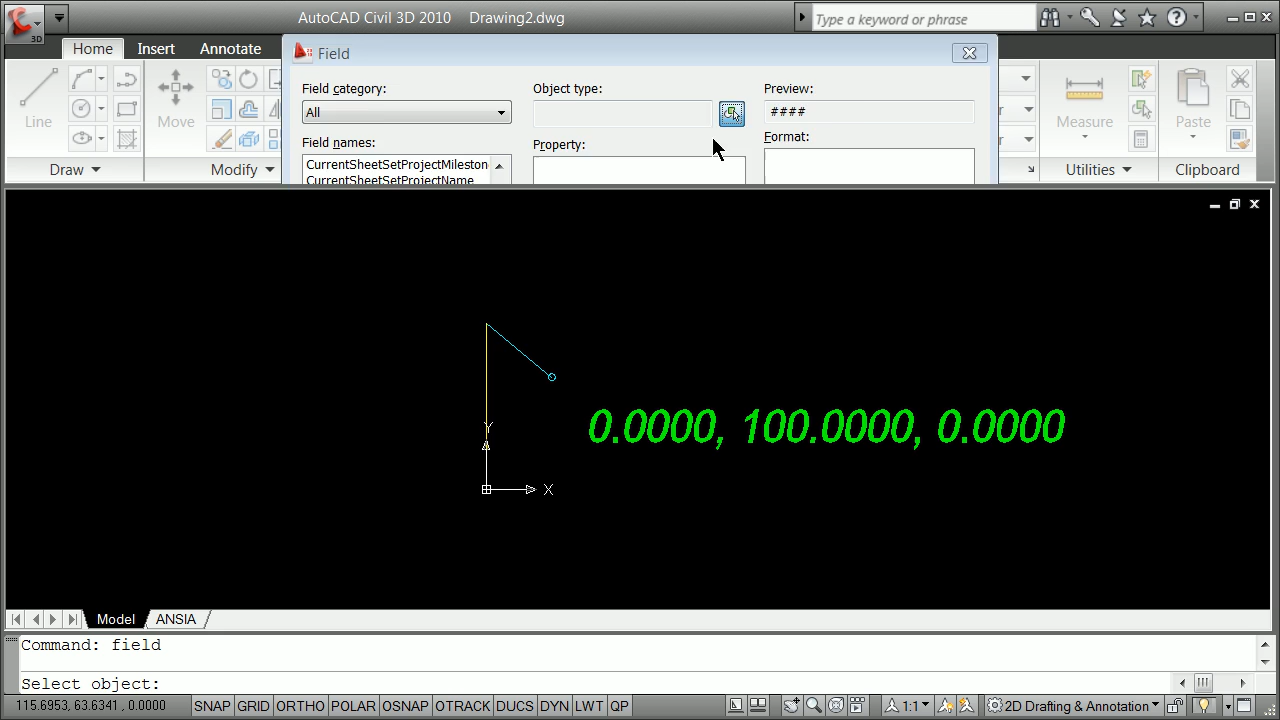 AutoCAD Civil 3D 2010 Drawing2.dwg
Type a keyword or phrase
3D
Home Insert Annotate
Field
Field category:
All
Object type:
Preview:
####
Field names:
CurrentSheetSetProjectMileston
CurrentSheetSetProjectName
Property:
Format:
Line
Move
Measure
Paste
Draw
Modify
Utilities
Clipboard
0.0000, 100.0000, 0.0000
Y
X
Model ANSIA
Command: field
Select object:
115.6953, 63.6341 , 0.0000 SNAP GRID ORTHO POLAR OSNAP OTRACK DUCS DYN LWT QP 1:1 2D Drafting & Annotation